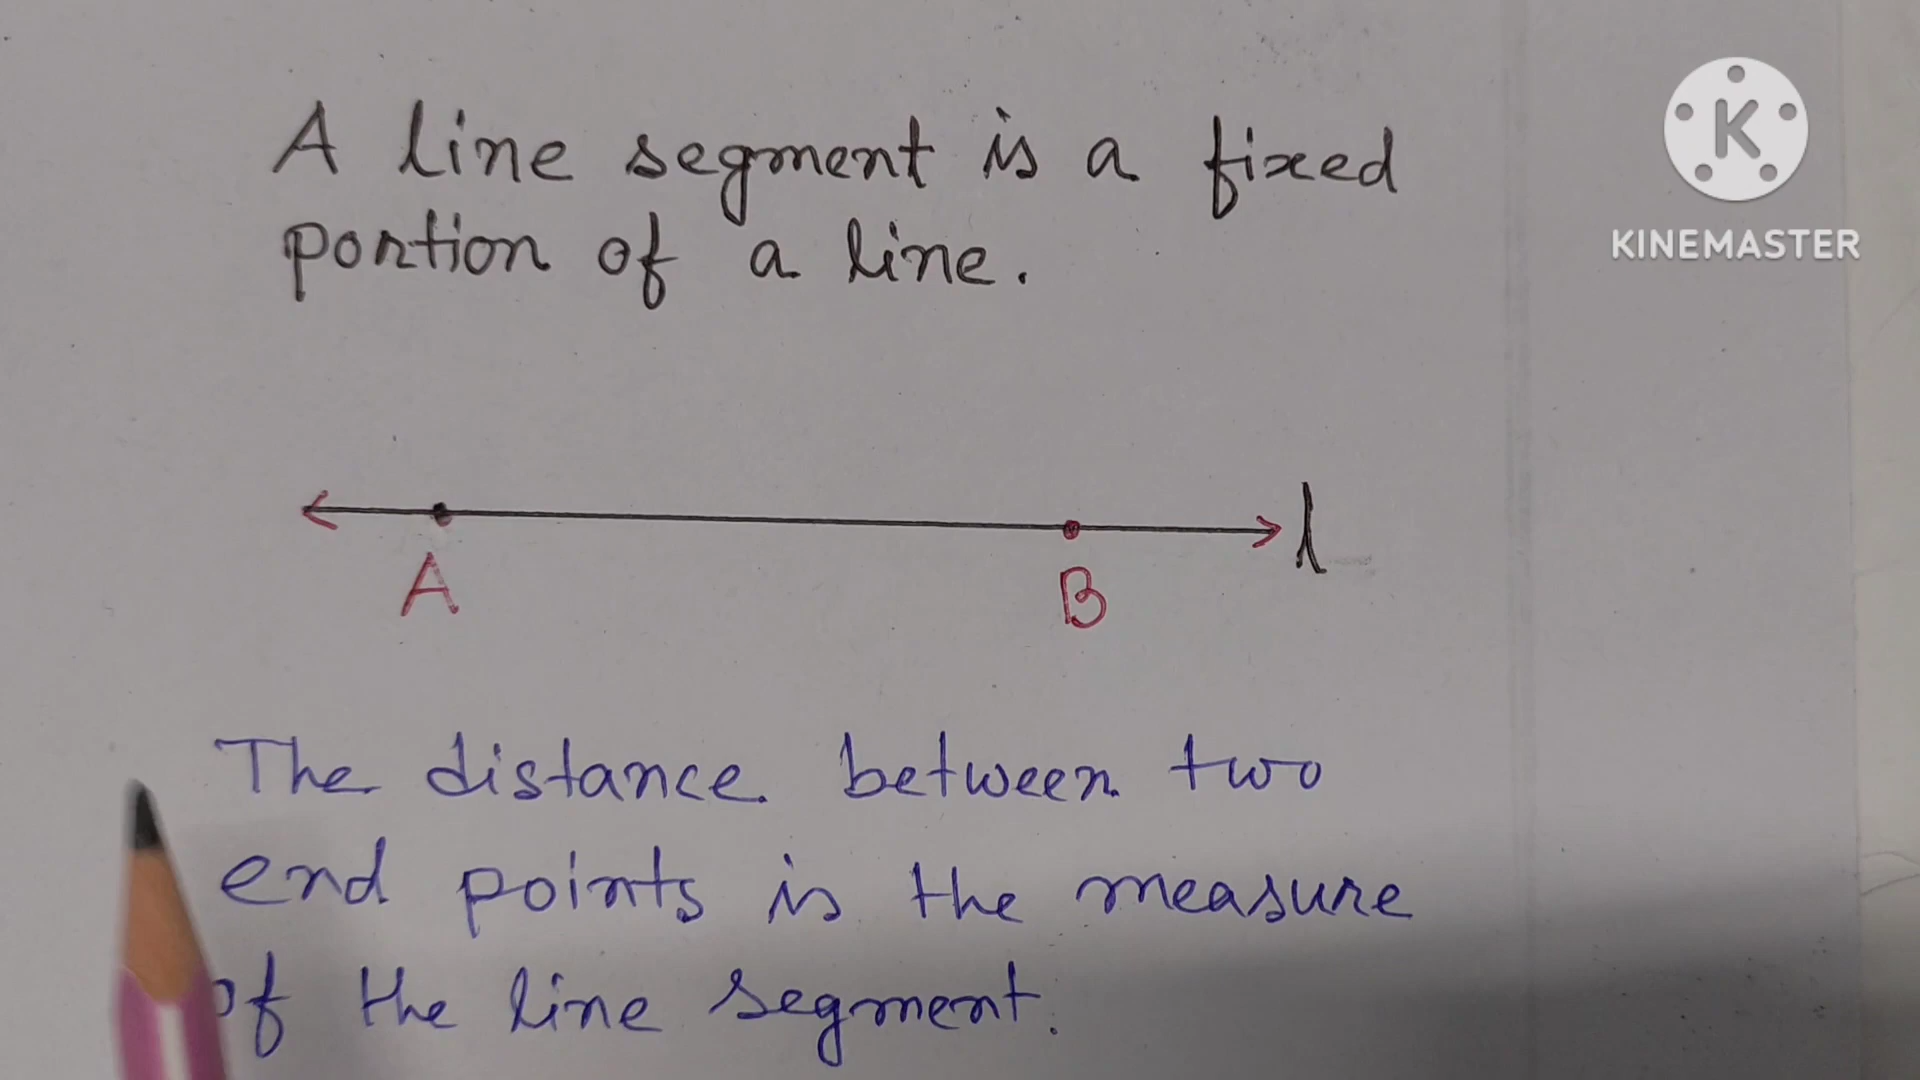 A line segment is a fixed
portion of a line.
K
KINEMASTER
l
A B
The distance between two
end points is the measure
of the line segment.